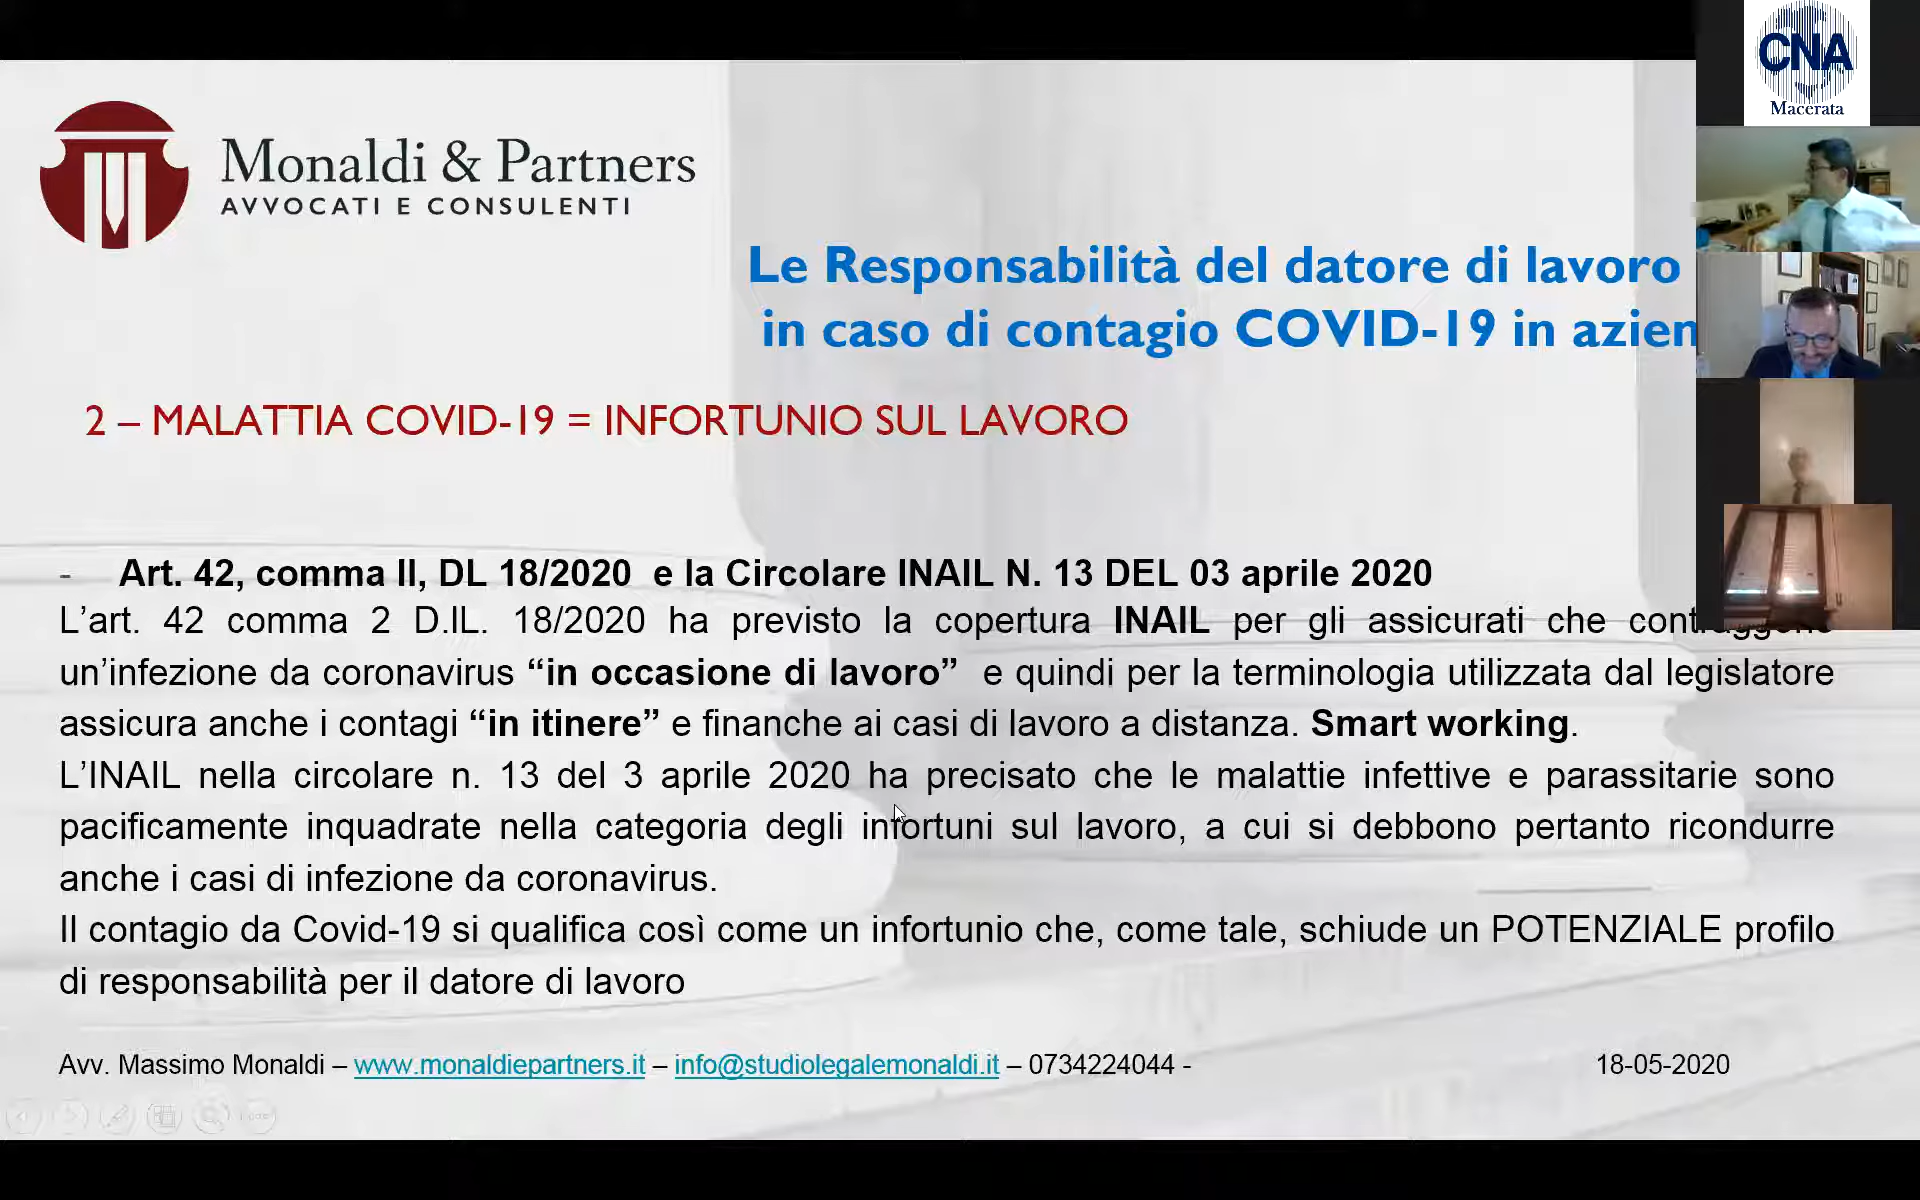 CNA
Macerata
Monaldi & Partners
AVVOCATI E CONSULENTI
Le Responsabilità del datore di lavoro
in caso di contagio COVID-19 in azien
2 – MALATTIA COVID-19 = INFORTUNIO SUL LAVORO
- Art. 42, comma II, DL 18/2020 e la Circolare INAIL N. 13 DEL 03 aprile 2020
L’art. 42 comma 2 D.IL. 18/2020 ha previsto la copertura INAIL per gli assicurati che contraggono
un’infezione da coronavirus “in occasione di lavoro” e quindi per la terminologia utilizzata dal legislatore
assicura anche i contagi “in itinere” e finanche ai casi di lavoro a distanza. Smart working.
L’INAIL nella circolare n. 13 del 3 aprile 2020 ha precisato che le malattie infettive e parassitarie sono
pacificamente inquadrate nella categoria degli infortuni sul lavoro, a cui si debbono pertanto ricondurre
anche i casi di infezione da coronavirus.
Il contagio da Covid-19 si qualifica così come un infortunio che, come tale, schiude un POTENZIALE profilo
di responsabilità per il datore di lavoro
Avv. Massimo Monaldi – www.monaldiepartners.it – info@studiolegalemonaldi.it – 0734224044 -
18-05-2020